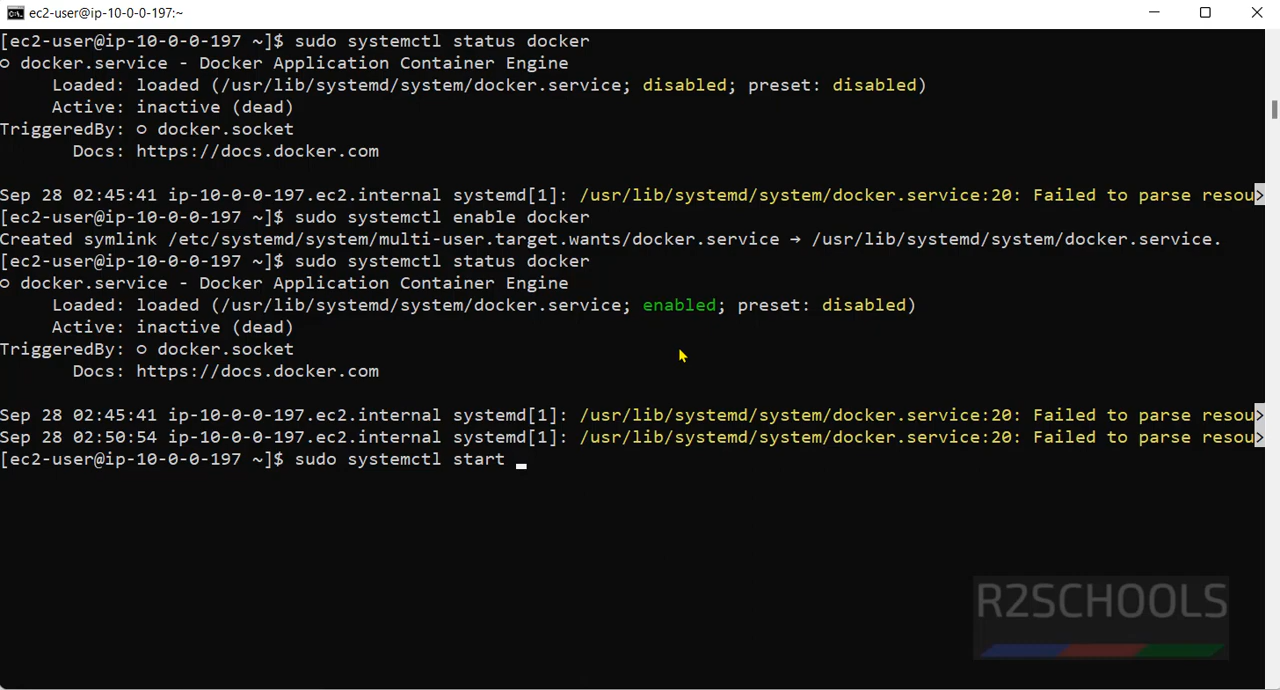 ec2-user@ip-10-0-0-197:~
[ec2-user@ip-10-0-0-197 ~]$ sudo systemctl status docker
○ docker.service - Docker Application Container Engine
     Loaded: loaded (/usr/lib/systemd/system/docker.service; disabled; preset: disabled)
     Active: inactive (dead)
TriggeredBy: ○ docker.socket
       Docs: https://docs.docker.com
Sep 28 02:45:41 ip-10-0-0-197.ec2.internal systemd[1]: /usr/lib/systemd/system/docker.service:20: Failed to parse resou>
[ec2-user@ip-10-0-0-197 ~]$ sudo systemctl enable docker
Created symlink /etc/systemd/system/multi-user.target.wants/docker.service → /usr/lib/systemd/system/docker.service.
[ec2-user@ip-10-0-0-197 ~]$ sudo systemctl status docker
○ docker.service - Docker Application Container Engine
     Loaded: loaded (/usr/lib/systemd/system/docker.service; enabled; preset: disabled)
     Active: inactive (dead)
TriggeredBy: ○ docker.socket
       Docs: https://docs.docker.com
Sep 28 02:45:41 ip-10-0-0-197.ec2.internal systemd[1]: /usr/lib/systemd/system/docker.service:20: Failed to parse resou>
Sep 28 02:50:54 ip-10-0-0-197.ec2.internal systemd[1]: /usr/lib/systemd/system/docker.service:20: Failed to parse resou>
[ec2-user@ip-10-0-0-197 ~]$ sudo systemctl start
R2SCHOOLS